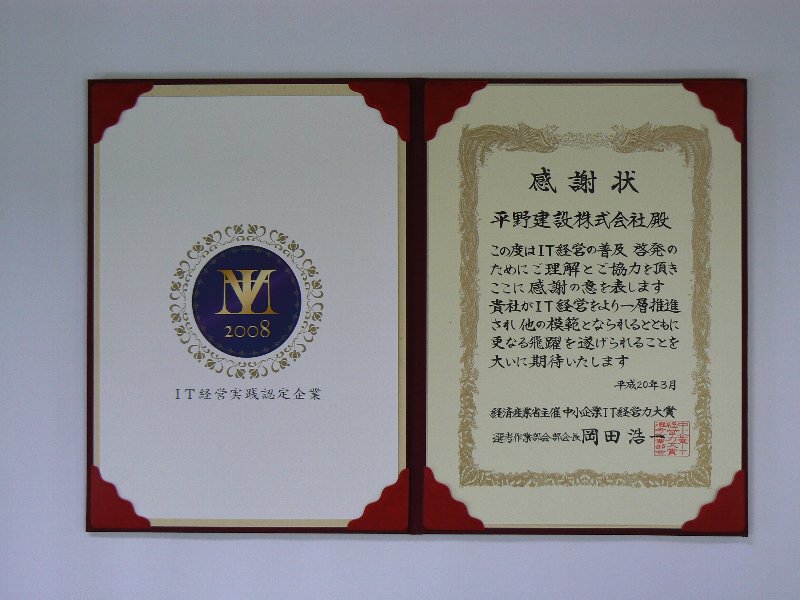 2008
IT経営実践認定企業
感謝状
平野建設株式会社殿
この度はIT経営の普及 啓発の
ためにご理解とご協力を頂き
ここに 感謝の意を表します
貴社がIT経営をより一層推進
され他の模範となられるとともに
更なる飛躍を遂げられることを
大いに期待いたします
平成20年3月
経済産業省主催 中小企業IT経営力大賞
選考作業部会部会長 岡田浩一